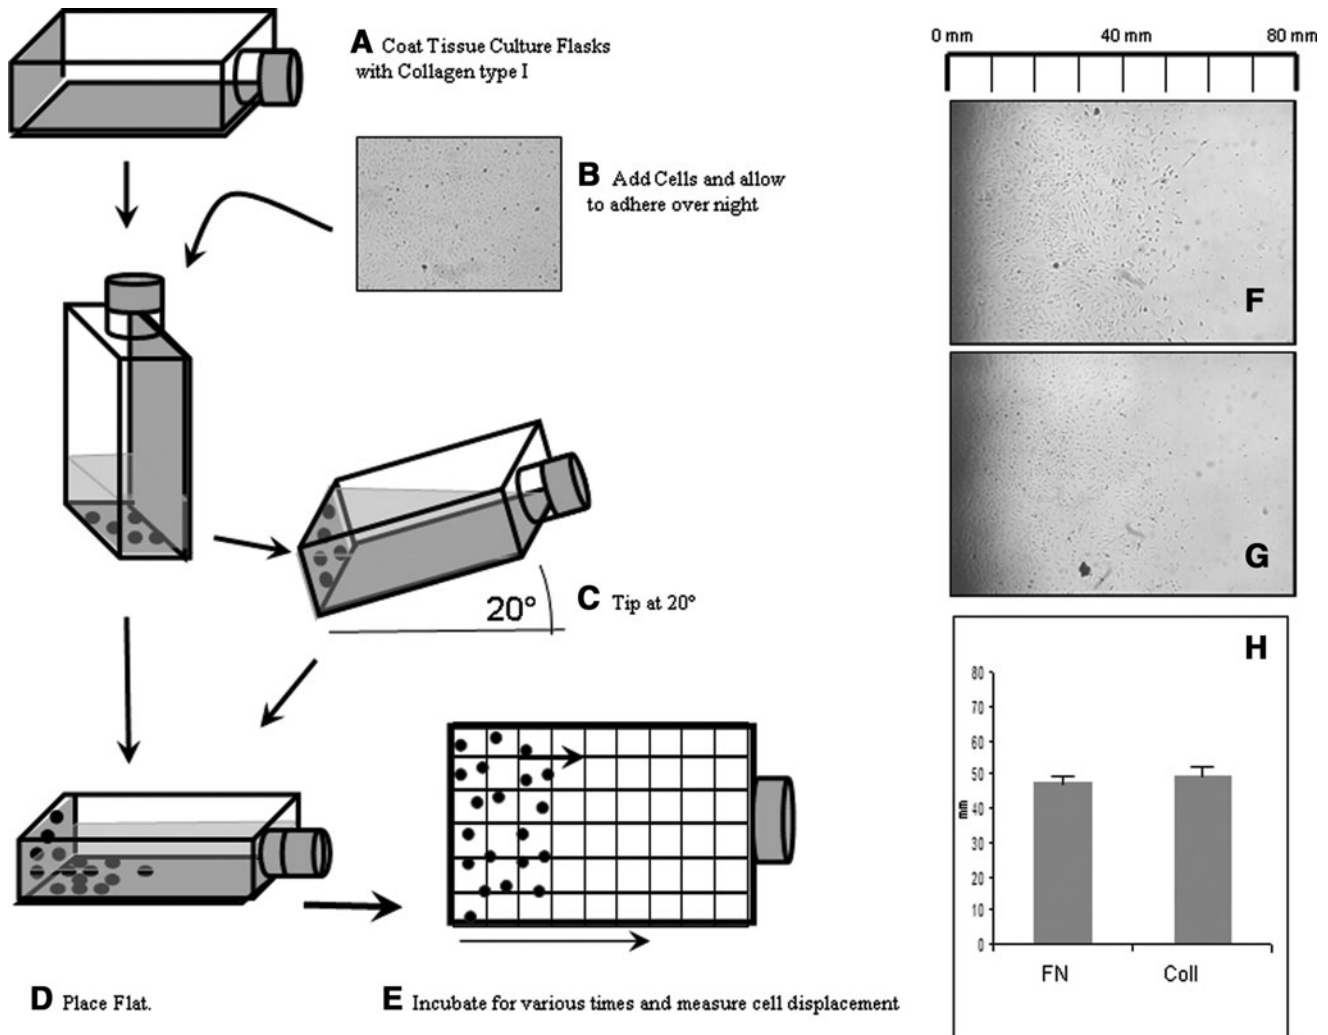 A Coat Tissue Culture Flasks
with Collagen type I
B Add Cells and allow
to adhere over night
20°
C Tip at 20°
D Place Flat.
E Incubate for various times and measure cell displacement
0 mm 40 mm 80 mm
F
G
H
80
70
60
50
40
30
20
10
0
mm
FN Coll